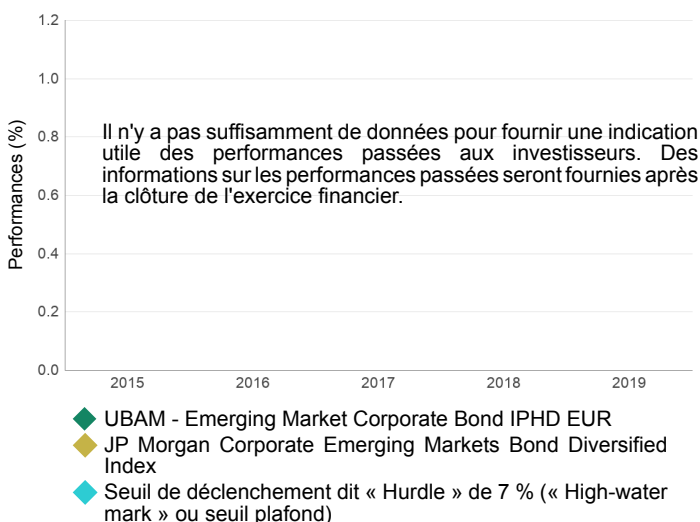 1.2
1.0
0.8
0.6
0.4
0.2
0.0
Performances (%)
Il n'y a pas suffisamment de données pour fournir une indication
utile des performances passées aux investisseurs. Des
informations sur les performances passées seront fournies après
la clôture de l'exercice financier.
2015 2016 2017 2018 2019
UBAM - Emerging Market Corporate Bond IPHD EUR
JP Morgan Corporate Emerging Markets Bond Diversified
Index
Seuil de déclenchement dit « Hurdle » de 7 % (« High-water
mark » ou seuil plafond)